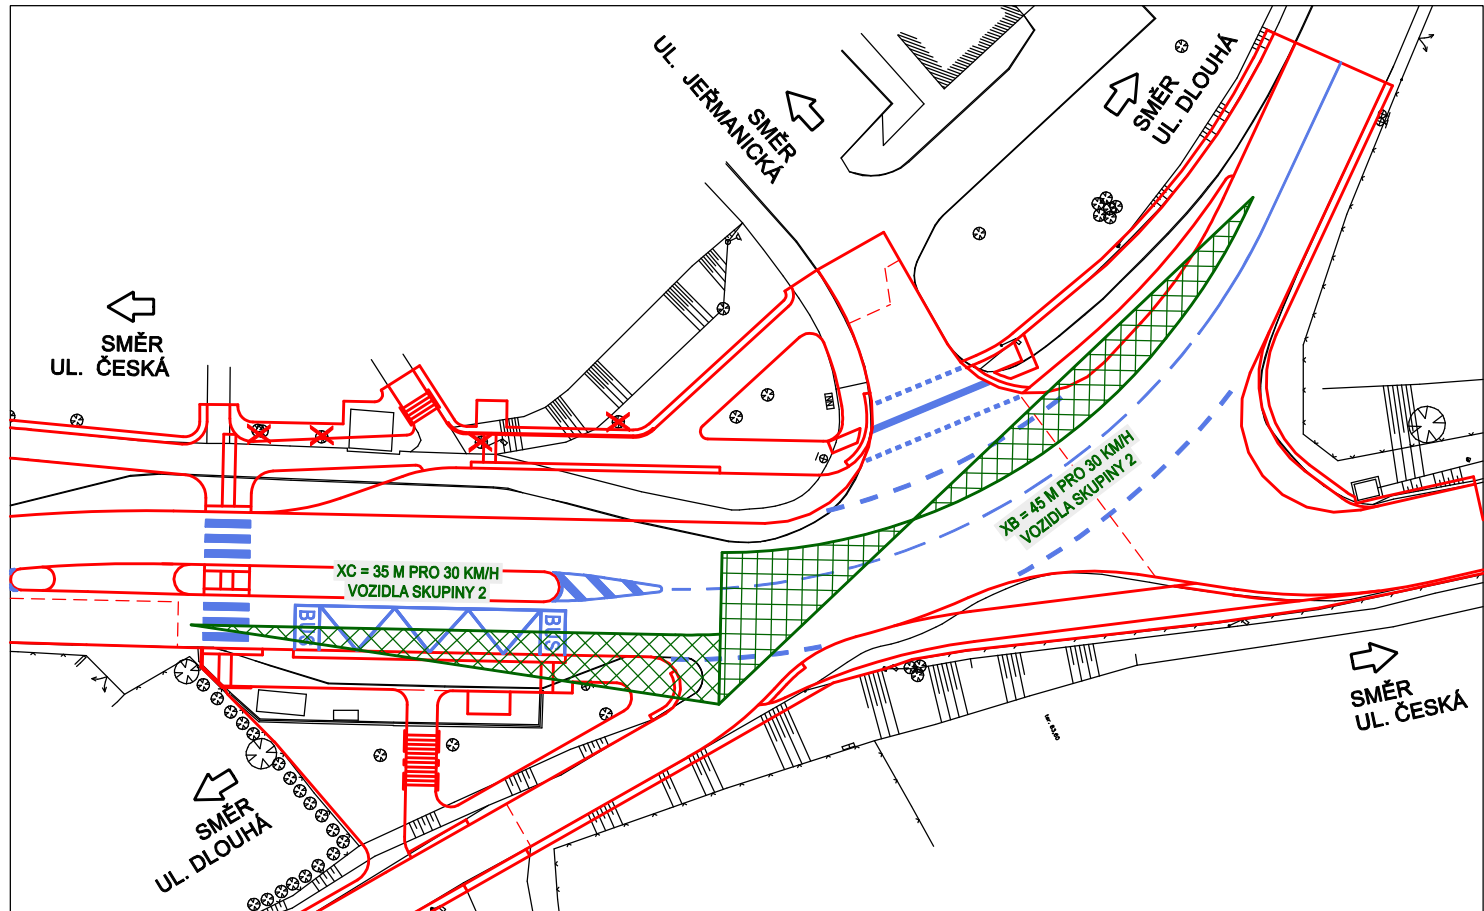 UL. JEŘMANICKÁ
SMĚR
SMĚR
UL. DLOUHÁ
SMĚR
UL. ČESKÁ
XB = 45 M PRO 30 KM/H
VOZIDLA SKUPINY 2
XC = 35 M PRO 30 KM/H
VOZIDLA SKUPINY 2
BUS
BUS
SMĚR
UL. ČESKÁ
SMĚR
UL. DLOUHÁ